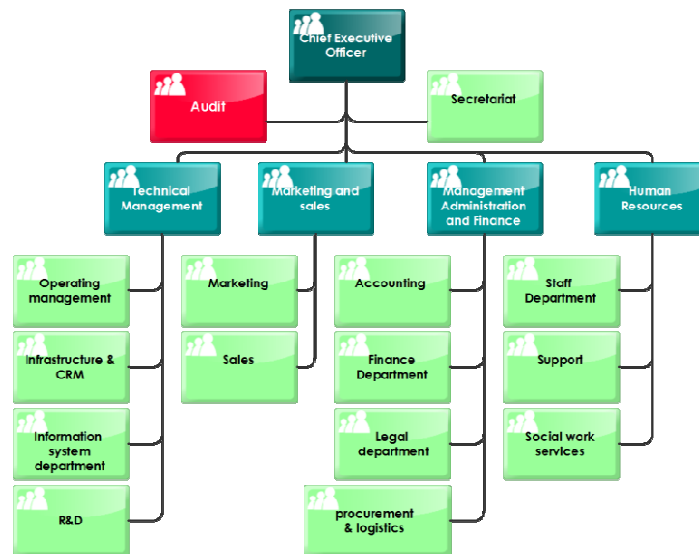 Chief Executive
Officer
Audit
Secretariat
Technical
Management
Marketing and
sales
Management
Administration
and Finance
Human
Resources
Operating
management
Marketing
Accounting
Staff
Department
Infrastructure &
CRM
Sales
Finance
Department
Support
Information
system
department
Legal
department
Social work
services
R&D
procurement
& logistics